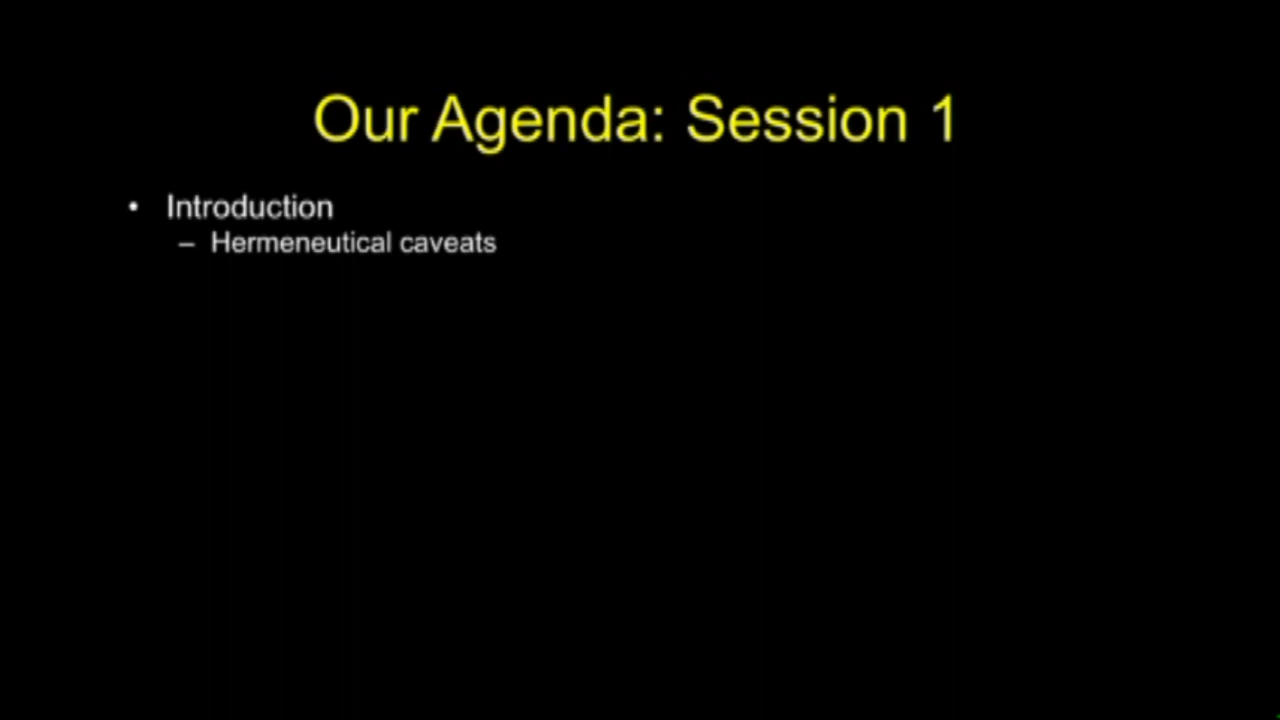 Our Agenda: Session 1
• Introduction
– Hermeneutical caveats